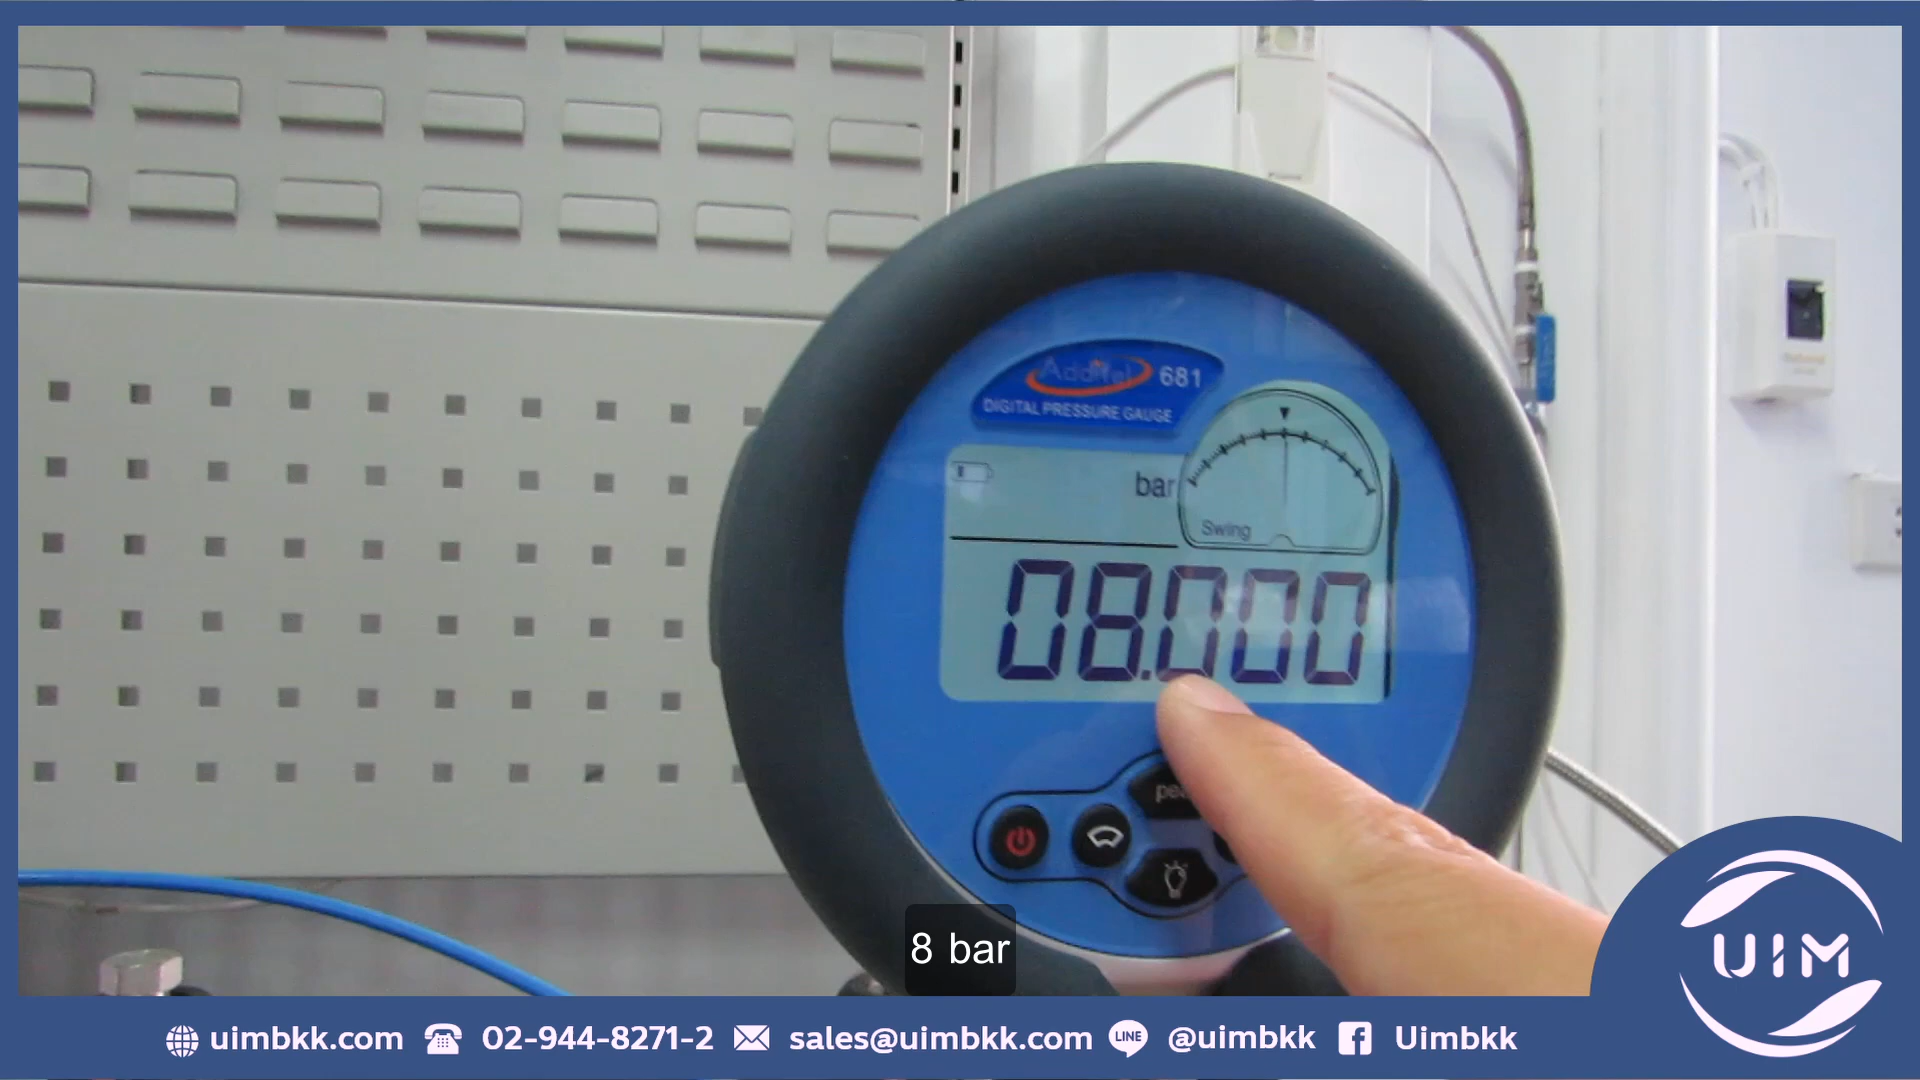 Additel 681
DIGITAL PRESSURE GAUGE
bar
Swing
08.000
8 bar
uimbkk.com 02-944-8271-2 sales@uimbkk.com LINE @uimbkk Uimbkk
UIM